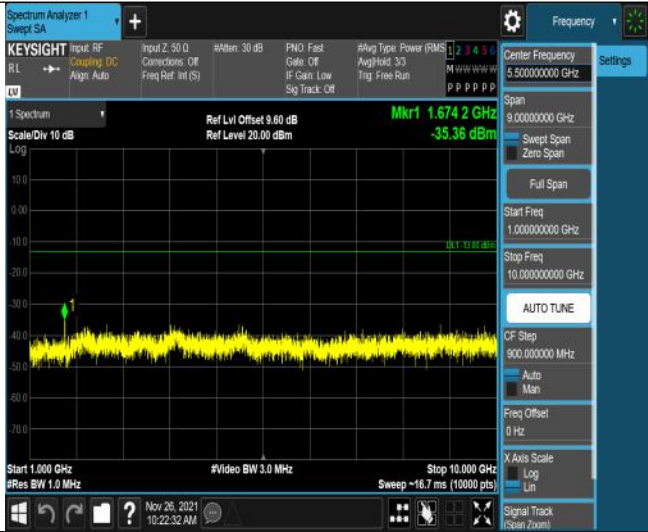 Spectrum Analyzer 1
Swept SA
Frequency
KEYSIGHT
RL
LV
Input: RF
Coupling: DC
Align: Auto
Input Z: 50 Ω
Corrections: Off
Freq Ref: Int (S)
#Atten: 30 dB
PNO: Fast
Gate: Off
IF Gain: Low
Sig Track: Off
#Avg Type: Power (RMS
Avg|Hold: 3/3
Trig: Free Run
1 2 3 4 5 6
M W W W W W
P P P P P P
1 Spectrum
Scale/Div 10 dB
Log
Ref Lvl Offset 9.60 dB
Ref Level 20.00 dBm
Mkr1 1.674 2 GHz
-35.36 dBm
10.0
0.00
-10.0
DL1 -13.00 dBm
-20.0
-30.0
1
-40.0
-50.0
-60.0
-70.0
Start 1.000 GHz
#Res BW 1.0 MHz
#Video BW 3.0 MHz
Stop 10.000 GHz
Sweep ~16.7 ms (10000 pts)
Nov 26, 2021
10:22:32 AM
Settings
Center Frequency
5.500000000 GHz
Span
9.00000000 GHz
Swept Span
Zero Span
Full Span
Start Freq
1.000000000 GHz
Stop Freq
10.000000000 GHz
AUTO TUNE
CF Step
900.000000 MHz
Auto
Man
Freq Offset
0 Hz
X Axis Scale
Log
Lin
Signal Track
(Span Zoom)